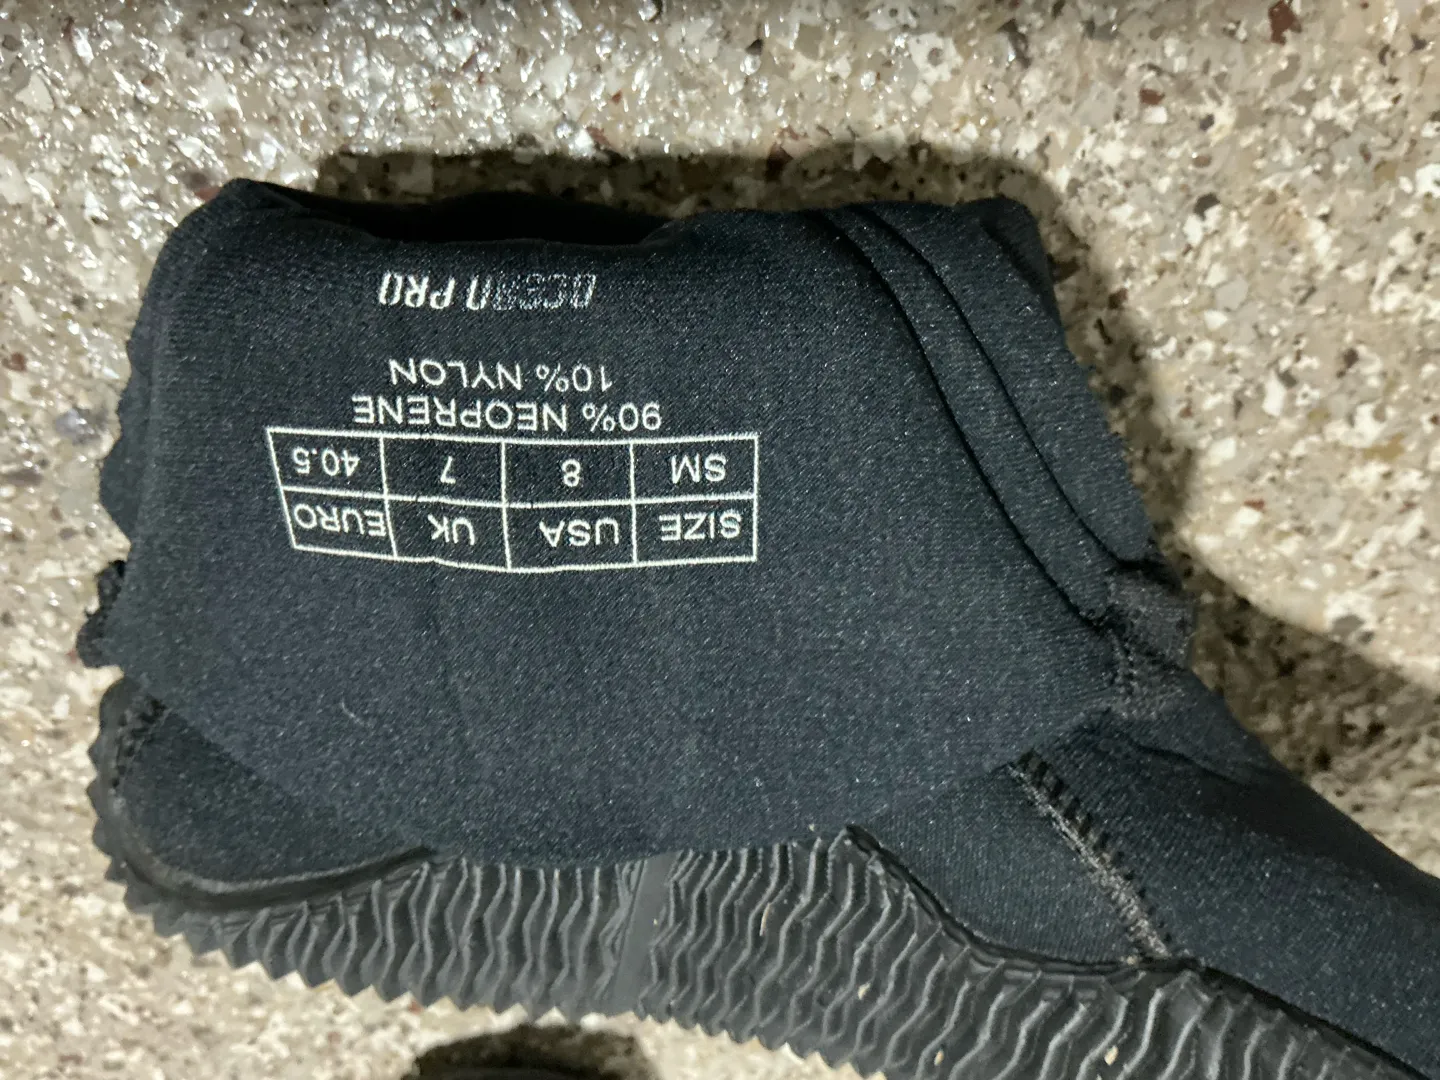 SIZE USA UK EURO
SM 8 7 40.5
90% NEOPRENE
10% NYLON
OCEAN PRO